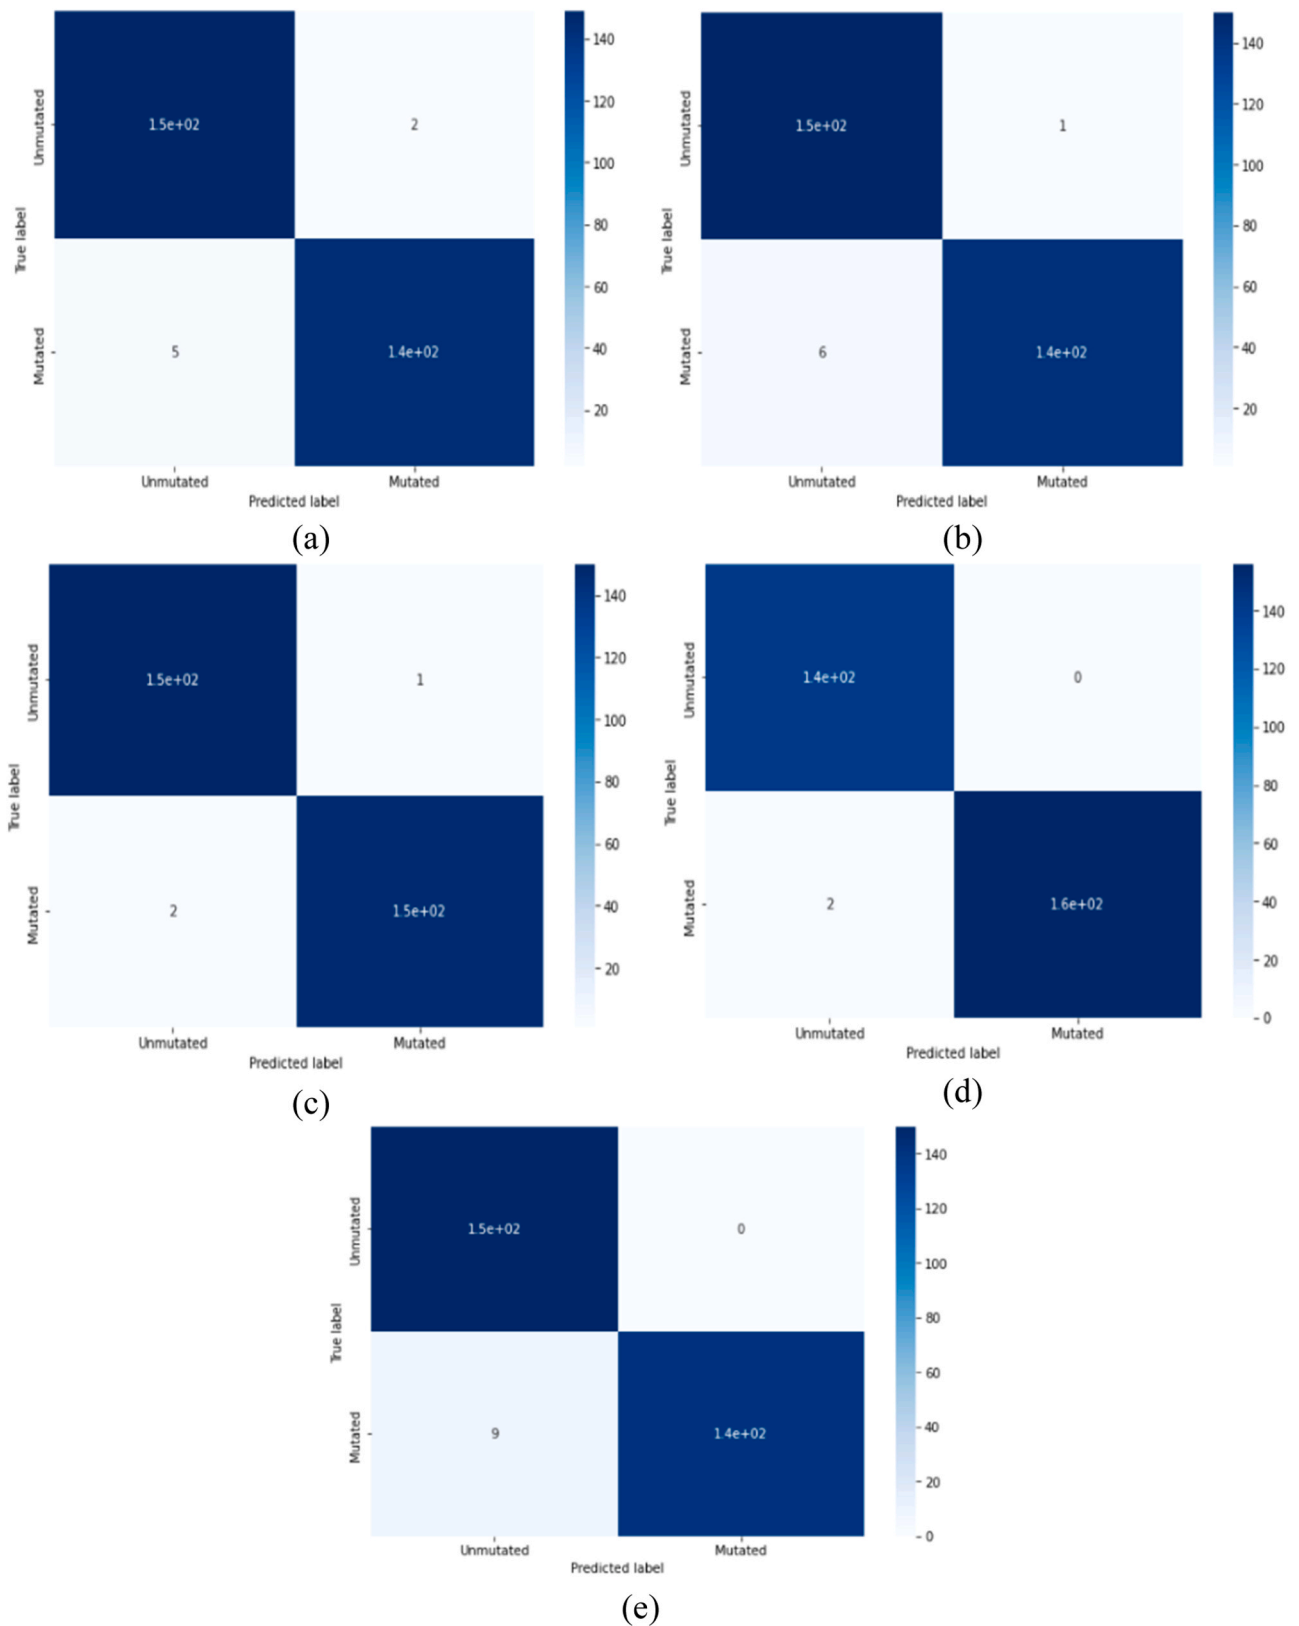 Unmutated
Mutated
True label
1.5e+02
2
5
1.4e+02
Unmutated
Mutated
Predicted label
140
120
100
80
60
40
20
(a)
Unmutated
Mutated
True label
1.5e+02
1
6
1.4e+02
Unmutated
Mutated
Predicted label
140
120
100
80
60
40
20
(b)
Unmutated
Mutated
True label
1.5e+02
1
2
1.5e+02
Unmutated
Mutated
Predicted label
140
120
100
80
60
40
20
(c)
Unmutated
Mutated
True label
1.4e+02
0
2
1.6e+02
Unmutated
Mutated
Predicted label
140
120
100
80
60
40
20
0
(d)
Unmutated
Mutated
True label
1.5e+02
0
9
1.4e+02
Unmutated
Mutated
Predicted label
140
120
100
80
60
40
20
0
(e)